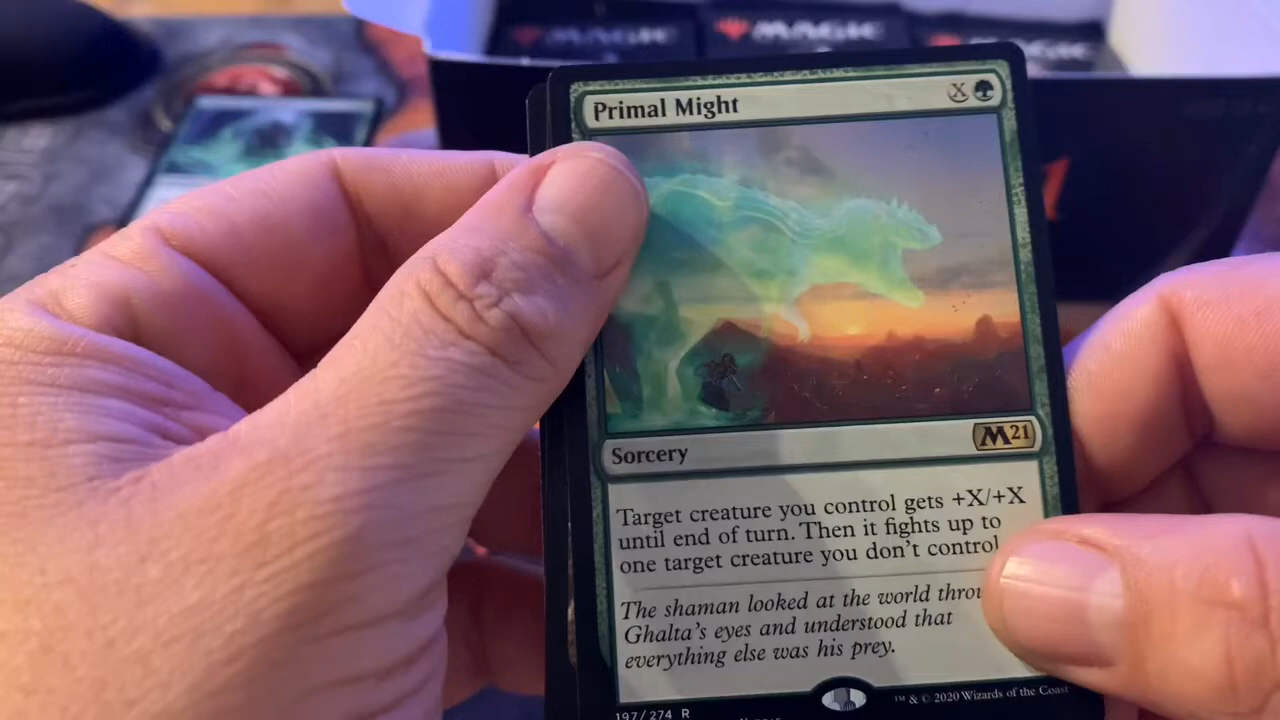 MAGIC MAGIC MAGIC
Primal Might X
Sorcery M21
Target creature you control gets +X/+X
until end of turn. Then it fights up to
one target creature you don't control
The shaman looked at the world
Ghalta's eyes and understood that
everything else was his prey.
™ & © 2020 Wizards of the Coast
197/274 R